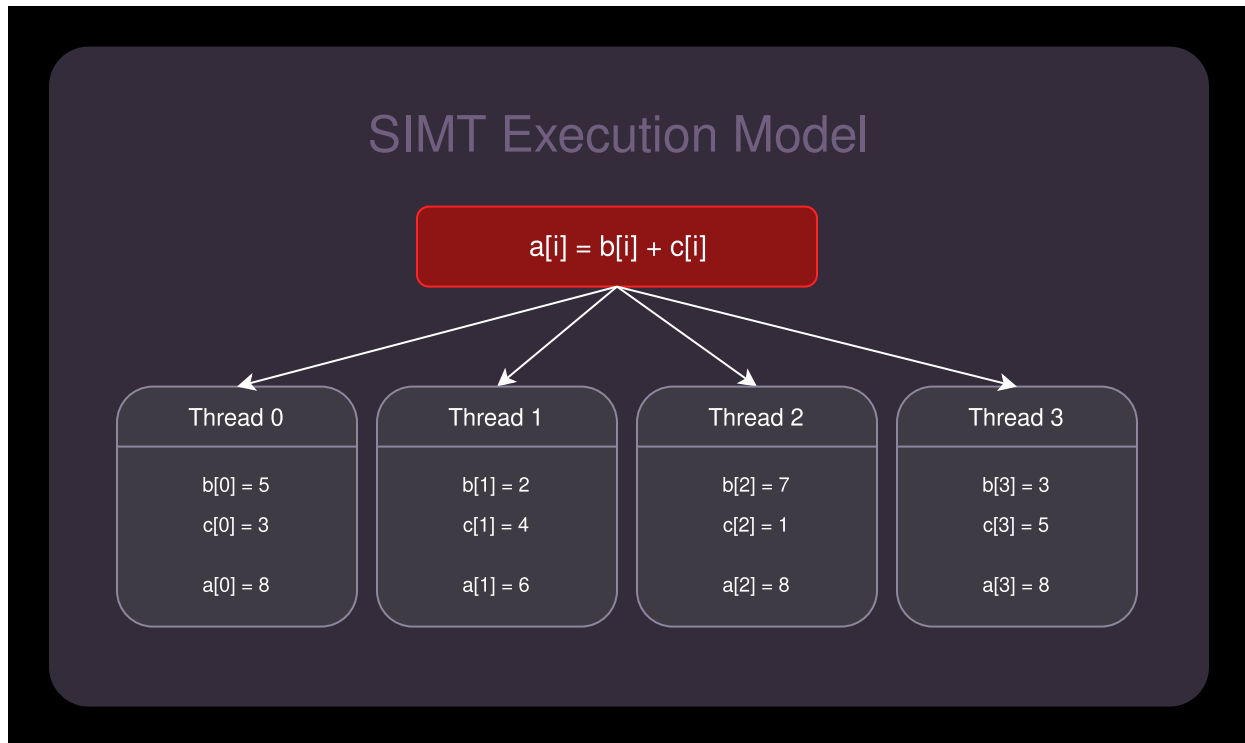 SIMT Execution Model
a[i] = b[i] + c[i]
Thread 0
b[0] = 5
c[0] = 3
a[0] = 8
Thread 1
b[1] = 2
c[1] = 4
a[1] = 6
Thread 2
b[2] = 7
c[2] = 1
a[2] = 8
Thread 3
b[3] = 3
c[3] = 5
a[3] = 8